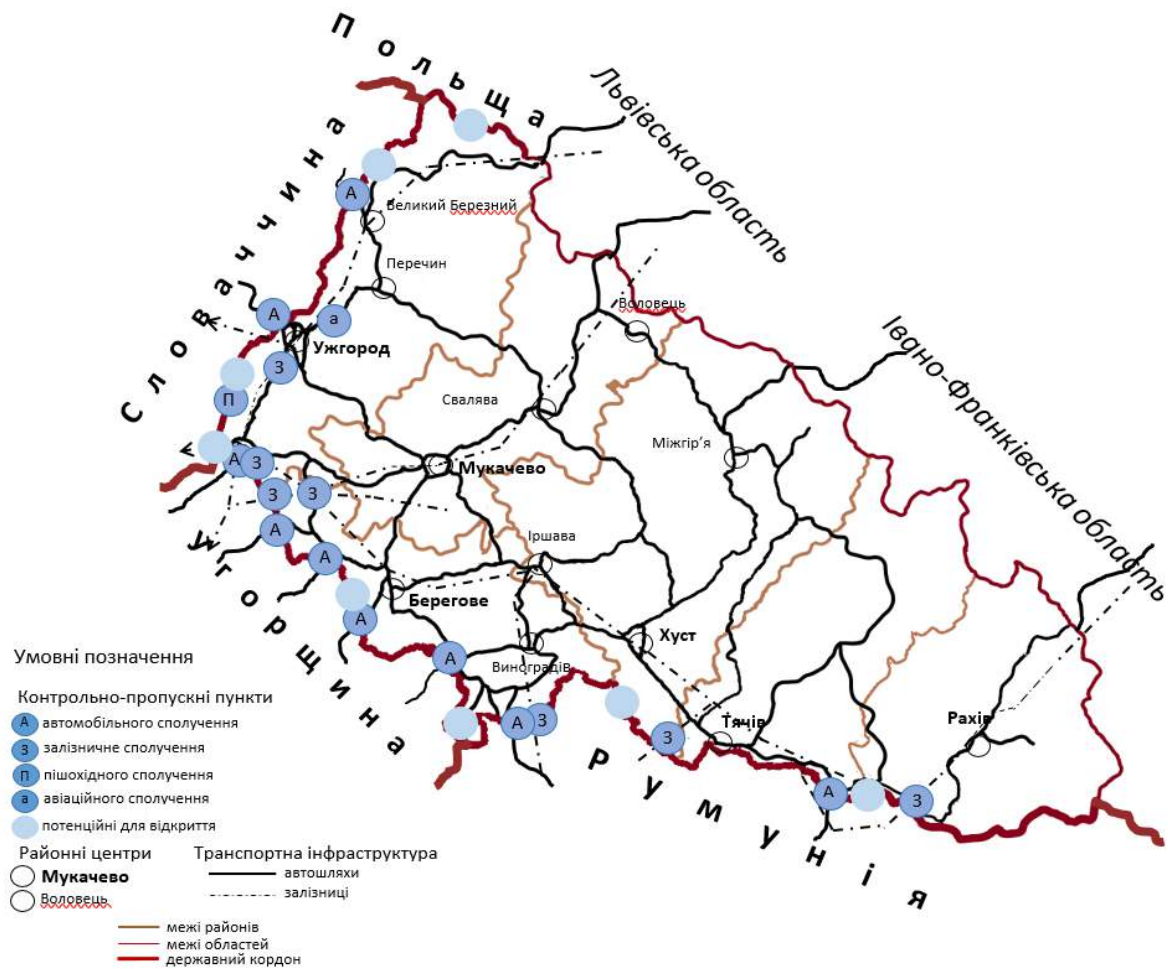 Польща
Словаччина
Львівська область
А
Великий Березний
Перечин
А
а
Ужгород
Воловець
Івано-Франківська область
З
Свалява
П
Міжгір’я
А
З
Мукачево
З
З
Угорщина
А
А
Іршава
Берегове
А
Хуст
А
Виноградів
А
З
З
Тячів
Рахів
Румунія
А
З
Умовні позначення
Контрольно-пропускні пункти
А автомобільного сполучення
З залізничне сполучення
П пішохідного сполучення
а авіаційного сполучення
потенційні для відкриття
Районні центри
Мукачево
Воловець
Транспортна інфраструктура
автошляхи
залізниці
межі районів
межі областей
державний кордон